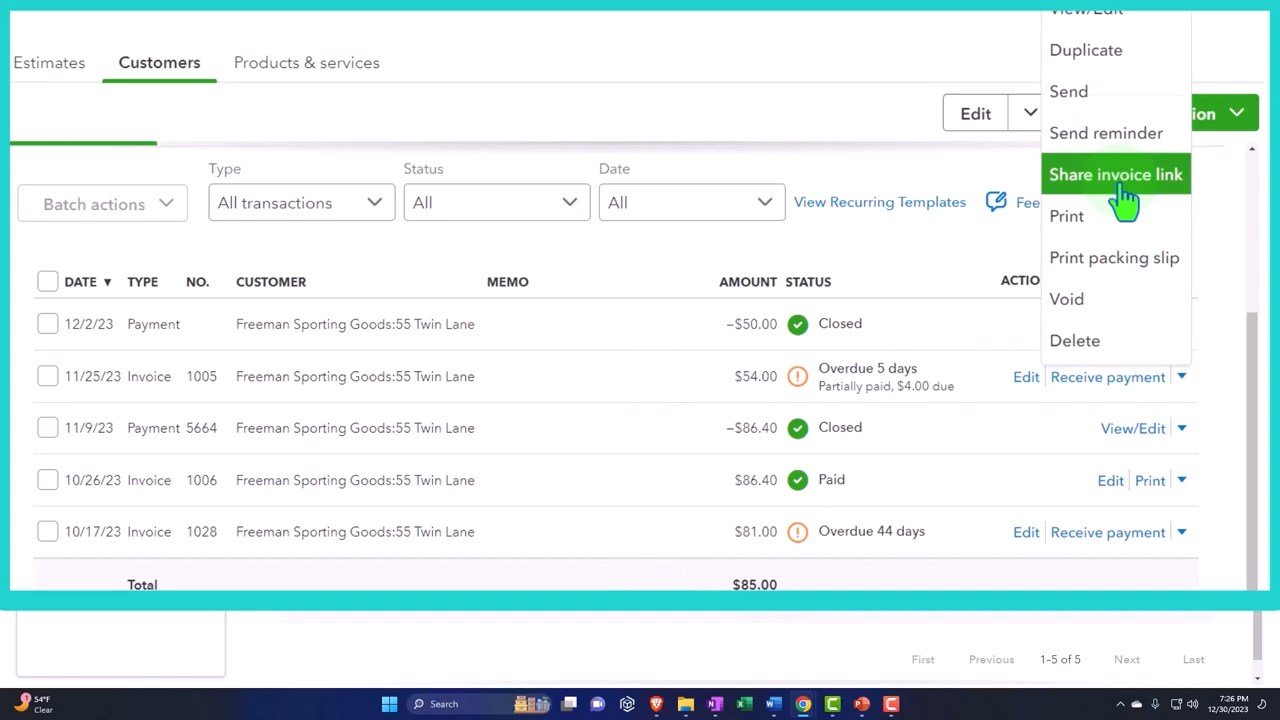 View/Edit
Estimates Customers Products & services
Duplicate
Send
Edit ion
Send reminder
Type Status Date
Share invoice link
Batch actions All transactions All All View Recurring Templates Fee
Print
Print packing slip
DATE ▼ TYPE NO. CUSTOMER MEMO AMOUNT STATUS ACTIO
Void
12/2/23 Payment Freeman Sporting Goods:55 Twin Lane −$50.00 Closed
Delete
11/25/23 Invoice 1005 Freeman Sporting Goods:55 Twin Lane $54.00 Overdue 5 days Edit Receive payment
Partially paid, $4.00 due
11/9/23 Payment 5664 Freeman Sporting Goods:55 Twin Lane −$86.40 Closed View/Edit
10/26/23 Invoice 1006 Freeman Sporting Goods:55 Twin Lane $86.40 Paid Edit Print
10/17/23 Invoice 1028 Freeman Sporting Goods:55 Twin Lane $81.00 Overdue 44 days Edit Receive payment
Total $85.00
First Previous 1-5 of 5 Next Last
1 54°F
Clear
Search
7:26 PM
12/30/2023